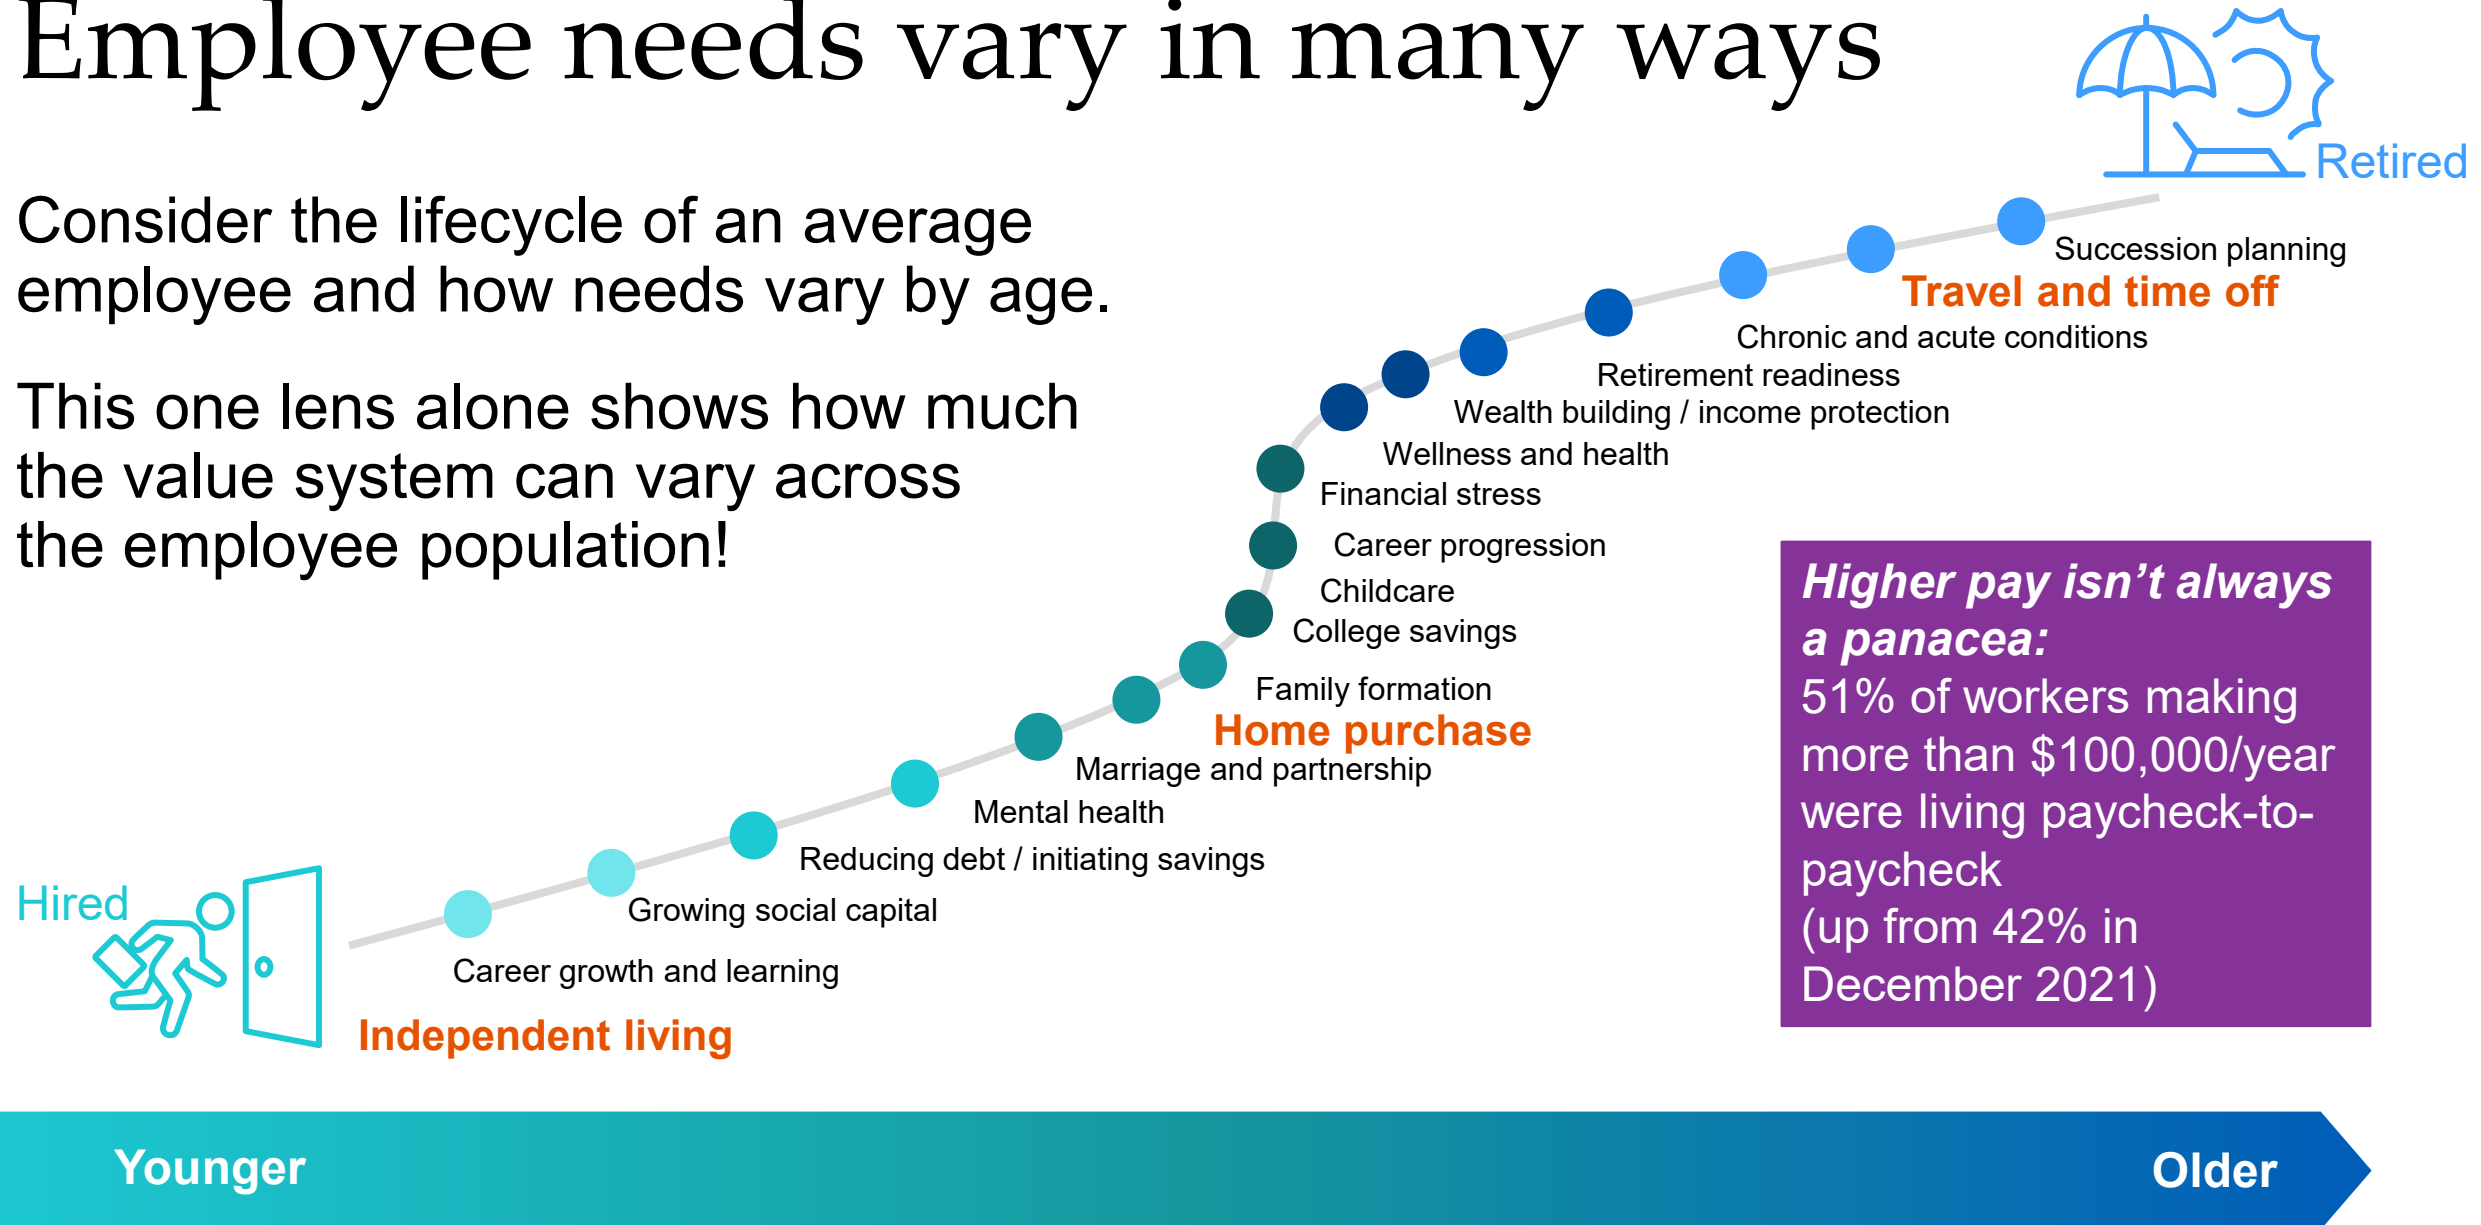 Employee needs vary in many ways
Retired
Consider the lifecycle of an average
employee and how needs vary by age.
This one lens alone shows how much
the value system can vary across
the employee population!
Succession planning
Travel and time off
Chronic and acute conditions
Retirement readiness
Wealth building / income protection
Wellness and health
Financial stress
Career progression
Childcare
College savings
Family formation
Home purchase
Marriage and partnership
Mental health
Reducing debt / initiating savings
Growing social capital
Career growth and learning
Independent living
Hired
Higher pay isn’t always
a panacea:
51% of workers making
more than $100,000/year
were living paycheck-to-
paycheck
(up from 42% in
December 2021)
Younger
Older